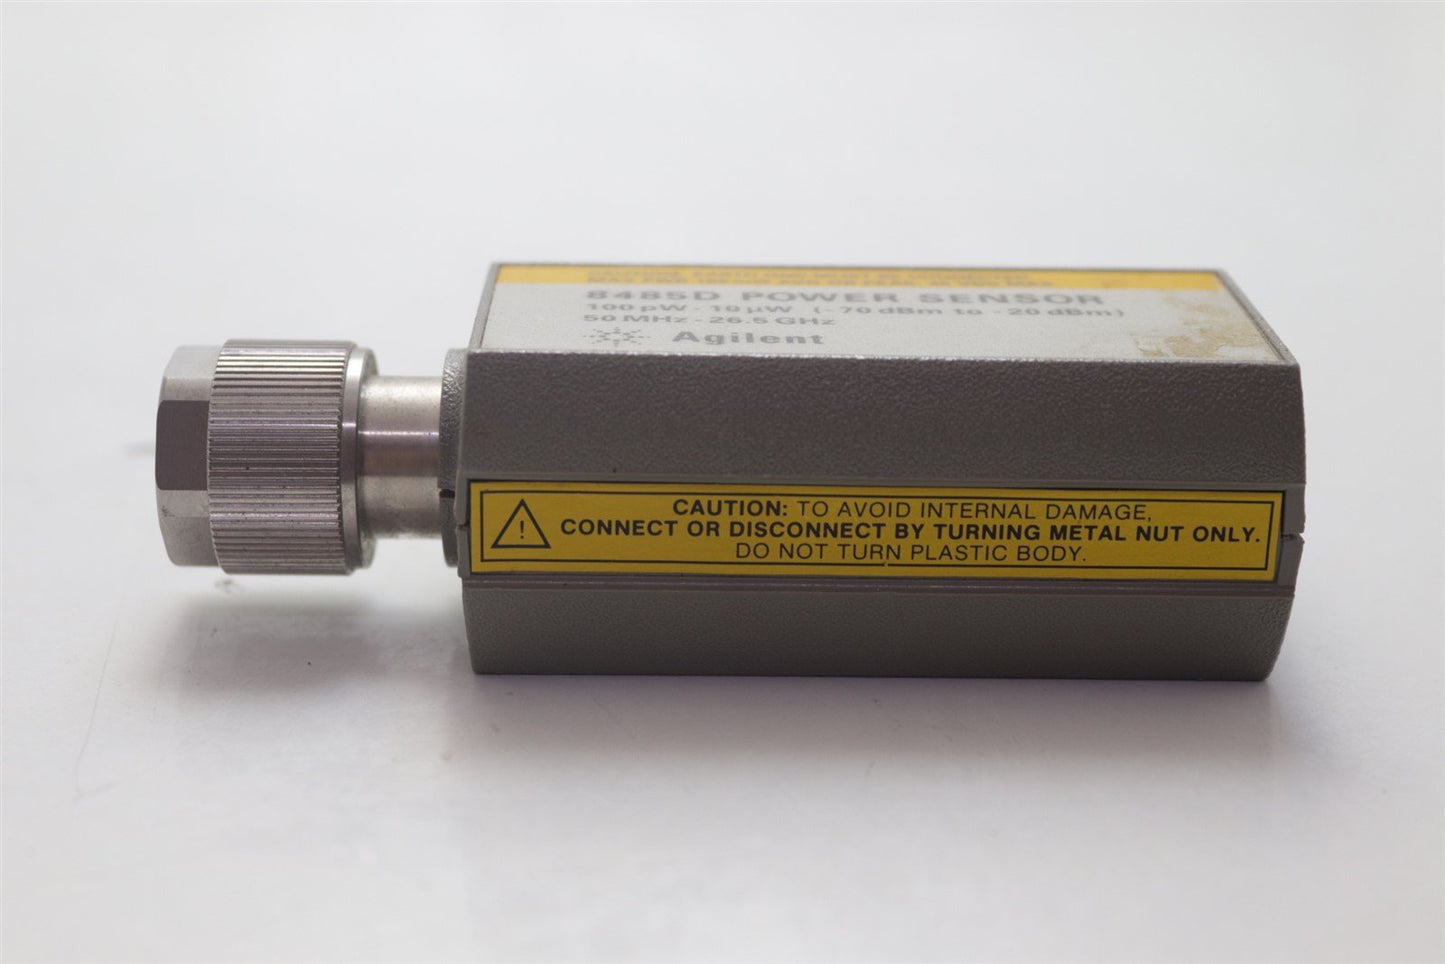 8485D POWER SENSOR
100 pW - 10 µW (-70 dBm to -20 dBm)
50 MHz - 26.5 GHz
Agilent
CAUTION: TO AVOID INTERNAL DAMAGE,
CONNECT OR DISCONNECT BY TURNING METAL NUT ONLY.
DO NOT TURN PLASTIC BODY.